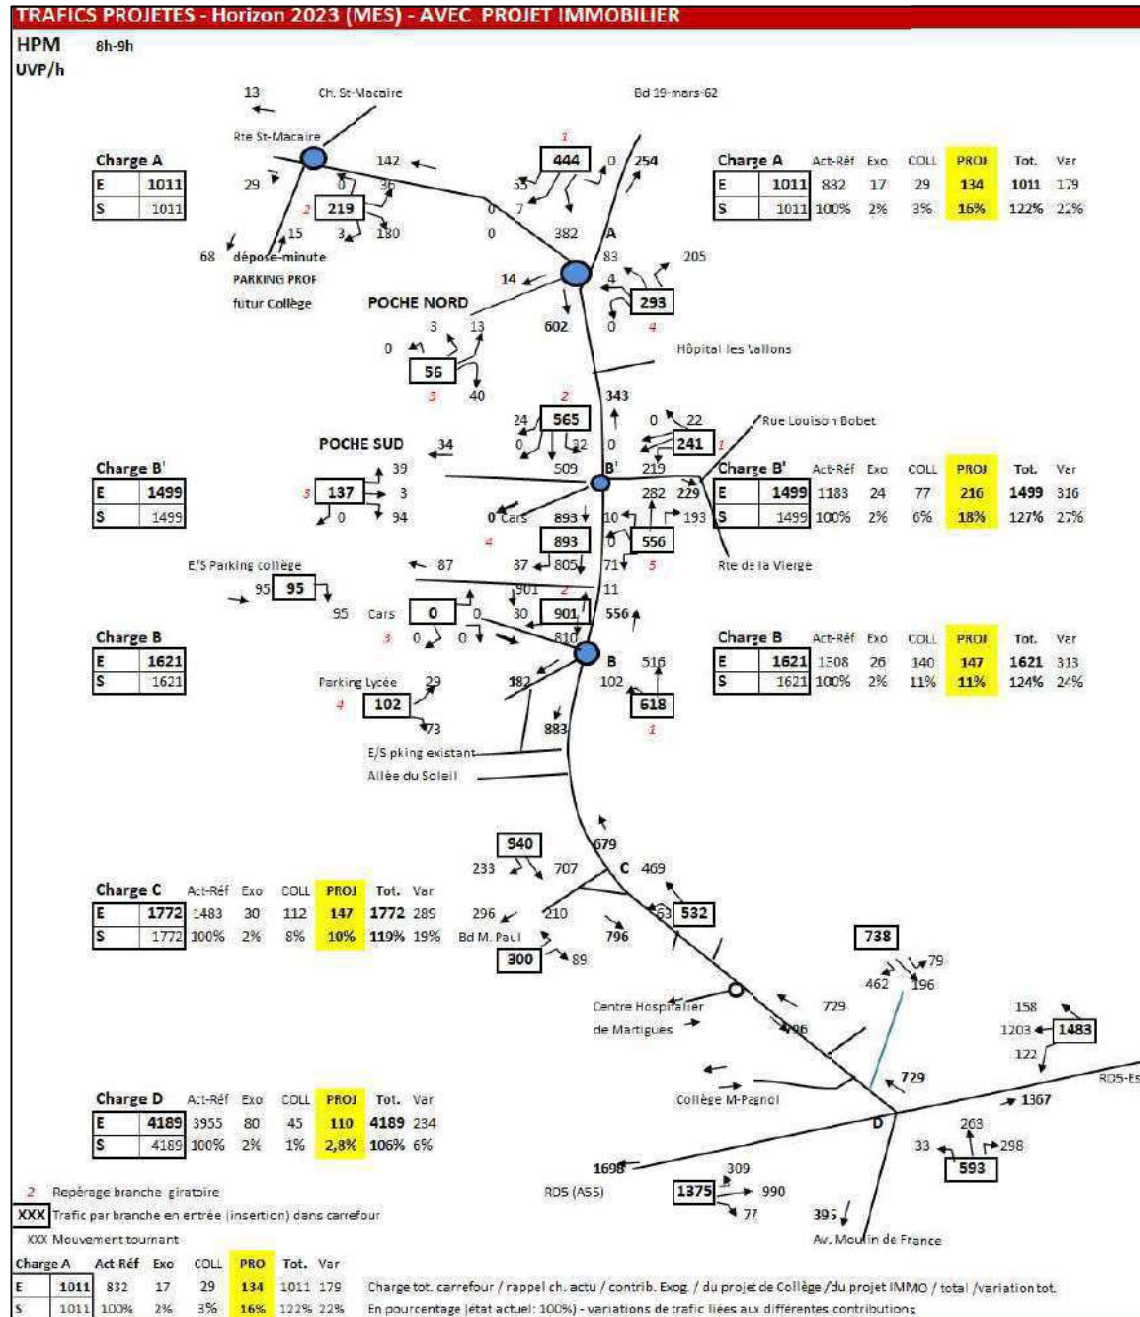 TRAFICS PROJETES - Horizon 2023 (MES) - AVEC PROJET IMMOBILIER
HPM 8h-9h
UVP/h
13 Ch. St-Macaire Bd 19-mars-62
Rte St-Macaire 1
142 444 0 254
Charge A
E 1011
S 1011
29 0 36 7
2 219 0
15 3 180 0 382 A
Charge A Act-Réf Exo COLL PROJ Tot. Var
E 1011 832 17 29 134 1011 179
S 1011 100% 2% 3% 16% 122% 22%
68 dépose-minute 83 205
PARKING PROF 14 4
futur Collège POCHE NORD 293
3 13 602 0 4
0 Hôpital les Vallons
56
40 2 343
24 565 0 22 Rue Louison Bobet
POCHE SUD 34 0 0 241 1
Charge B'
E 1499
S 1499
39 509 B' 219
3 137 3 282 229
0 94 0 Cars 893 10 193
Charge B' Act-Réf Exo COLL PROJ Tot. Var
E 1499 1183 24 77 216 1499 316
S 1499 100% 2% 6% 18% 127% 27%
4 893 0 556
E/S Parking collège 87 805 71 5 Rte de la Vierge
95 95 901 2 11
95 Cars 0 0 901 556
3 0 0 810
Charge B
E 1621
S 1621
B 516
Parking Lycée 29 102
4 102 618
883 1
Charge B Act-Réf Exo COLL PROJ Tot. Var
E 1621 1308 26 140 147 1621 313
S 1621 100% 2% 11% 11% 124% 24%
E/S pking existant
Allée du Soleil
940 679
233 707 C 469
Charge C Act-Réf Exo COLL PROJ Tot. Var
E 1772 1483 30 112 147 1772 289
S 1772 100% 2% 8% 10% 119% 19%
296 210 63 532
Bd M. Paul 796 738
300 89 79
462 196
Centre Hospitalier 729 158
de Martigues 1203 1483
122
729 RD5-Es
Collège M-Pagnol 1367
Charge D Act-Réf Exo COLL PROJ Tot. Var
E 4189 3955 80 45 110 4189 234
S 4189 100% 2% 1% 2,8% 106% 6%
D 263
33 298
1698 309 593
RD5 (A55) 1375 990
395
Av. Moulin de France
2 Repérage branche giratoire
XXX Trafic par branche en entrée (insertion) dans carrefour
XXX Mouvement tournant
Charge A Act Réf Exo COLL PRO Tot. Var
E 1011 832 17 29 134 1011 179 Charge tot. carrefour / rappel ch. actu / contrib. Exog. / du projet de Collège /du projet IMMO / total /variation tot.
S 1011 100% 2% 3% 16% 122% 22% En pourcentage (état actuel: 100%) - variations de trafic liées aux différentes contributions